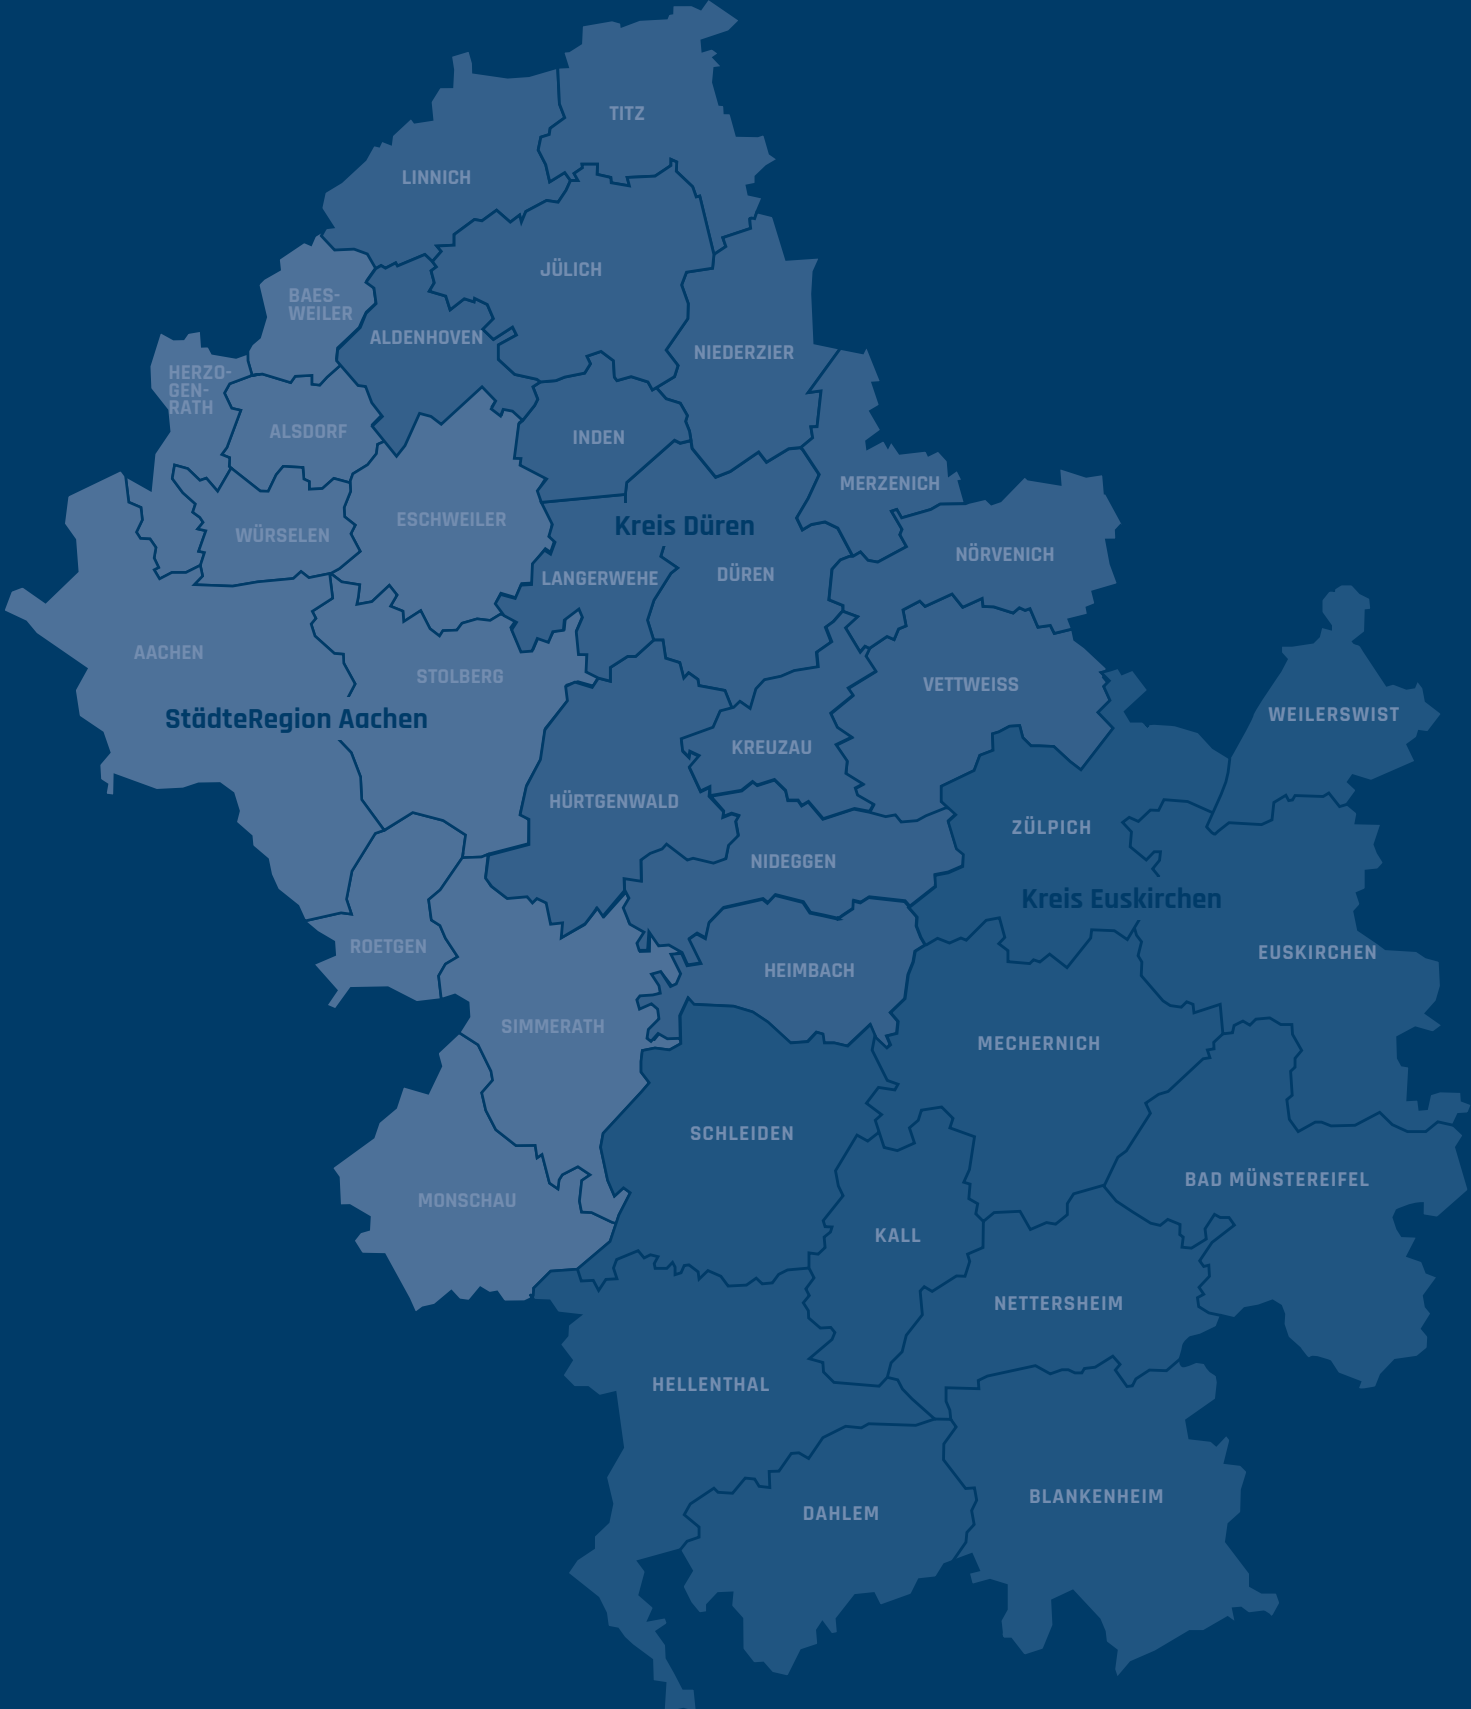 TITZ
LINNICH
JÜLICH
BAES-
WEILER
ALDENHOVEN
NIEDERZIER
HERZO-
GEN-
RATH
ALSDORF
INDEN
MERZENICH
ESCHWEILER
Kreis Düren
WÜRSELEN
NÖRVENICH
LANGERWEHE
DÜREN
AACHEN
STOLBERG
VETTWEISS
StädteRegion Aachen
WEILERSWIST
KREUZAU
HÜRTGENWALD
ZÜLPICH
NIDEGGEN
Kreis Euskirchen
ROETGEN
EUSKIRCHEN
HEIMBACH
SIMMERATH
MECHERNICH
SCHLEIDEN
BAD MÜNSTEREIFEL
MONSCHAU
KALL
NETTERSHEIM
HELLENTHAL
BLANKENHEIM
DAHLEM